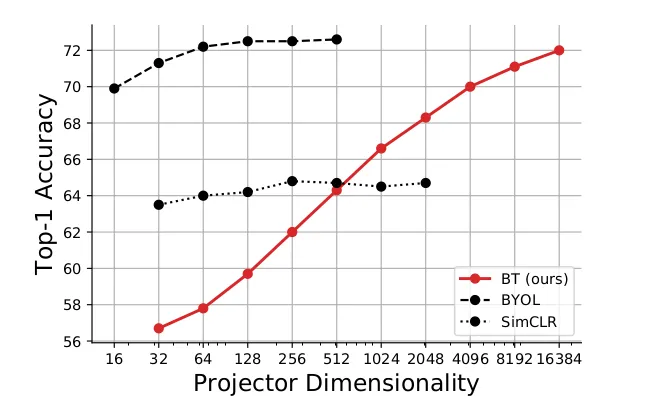 Top-1 Accuracy
72
70
68
66
64
62
60
58
56
BT (ours)
BYOL
SimCLR
16 32 64 128 256 512 1024 2048 4096 8192 16384
Projector Dimensionality